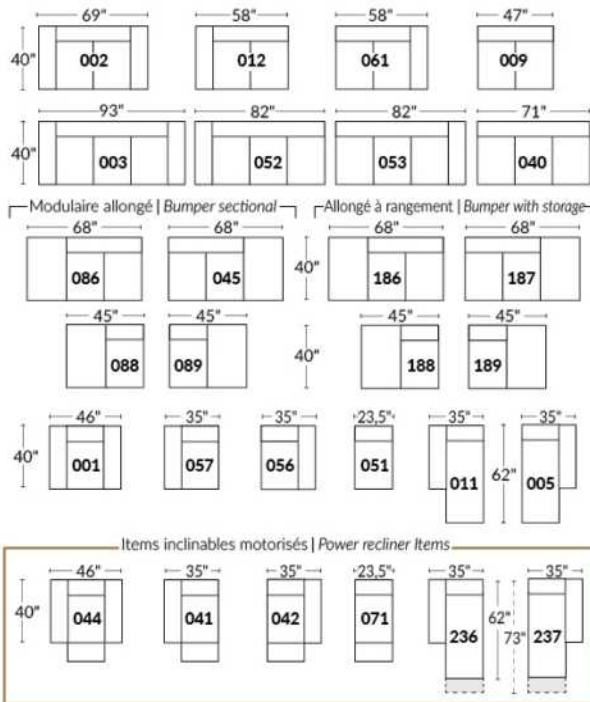 69" 58" 58" 47"
40" 002 012 061 009
93" 82" 82" 71"
40" 003 052 053 040
Modulaire allongé | Bumper sectional Allongé à rangement | Bumper with storage
68" 68" 68" 68"
086 045 40" 186 187
45" 45" 45" 45"
088 089 40" 188 189
46" 35" 35" 23,5" 35" 35"
40" 001 057 056 051 011 62" 005
Items inclinables motorisés | Power recliner Items
46" 35" 35" 23,5" 35" 35"
40" 044 041 042 071 236 62" 73" 237